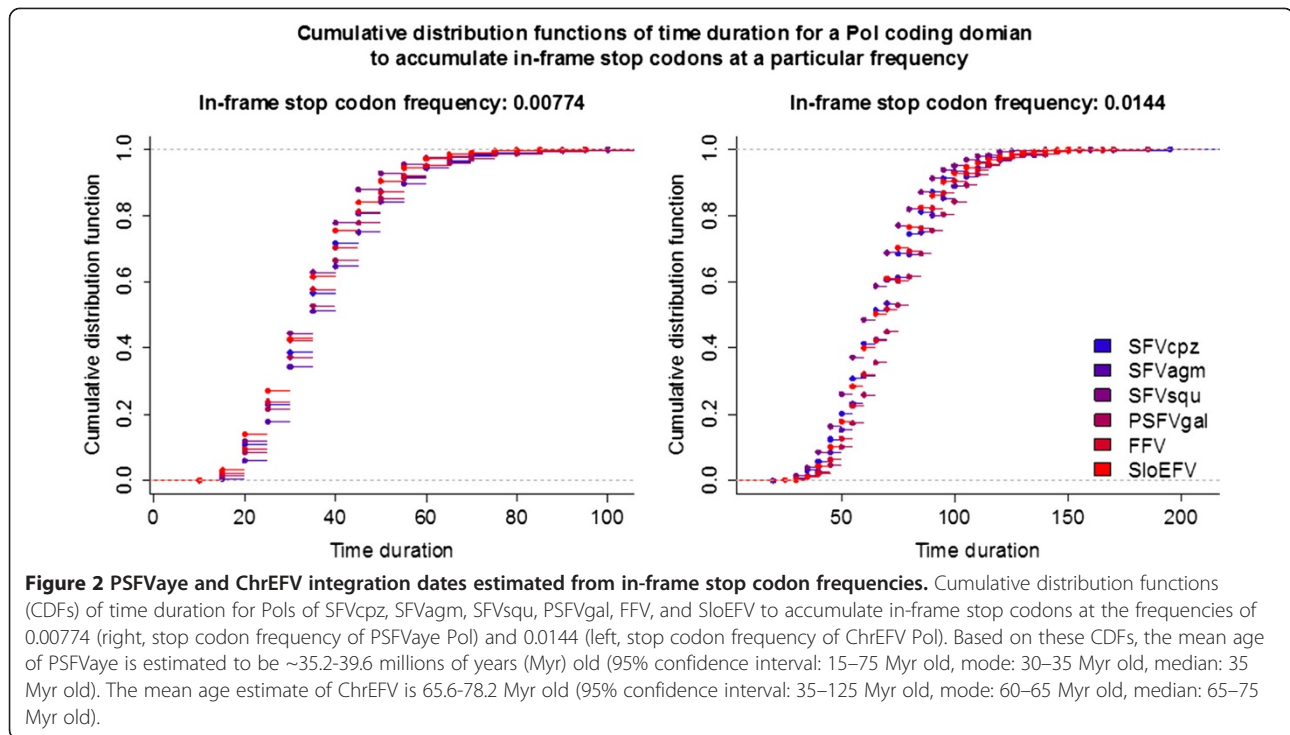 Cumulative distribution functions of time duration for a Pol coding domian
to accumulate in-frame stop codons at a particular frequency
In-frame stop codon frequency: 0.00774
Cumulative distribution function
1.0
0.8
0.6
0.4
0.2
0.0
0 20 40 60 80 100
Time duration
In-frame stop codon frequency: 0.0144
Cumulative distribution function
1.0
0.8
0.6
0.4
0.2
0.0
50 100 150 200
Time duration
SFVcpz
SFVagm
SFVsqu
PSFVgal
FFV
SloEFV
Figure 2 PSFVaye and ChrEFV integration dates estimated from in-frame stop codon frequencies. Cumulative distribution functions
(CDFs) of time duration for Pols of SFVcpz, SFVagm, SFVsqu, PSFVgal, FFV, and SloEFV to accumulate in-frame stop codons at the frequencies of
0.00774 (right, stop codon frequency of PSFVaye Pol) and 0.0144 (left, stop codon frequency of ChrEFV Pol). Based on these CDFs, the mean age
of PSFVaye is estimated to be ~35.2-39.6 millions of years (Myr) old (95% confidence interval: 15–75 Myr old, mode: 30–35 Myr old, median: 35
Myr old). The mean age estimate of ChrEFV is 65.6-78.2 Myr old (95% confidence interval: 35–125 Myr old, mode: 60–65 Myr old, median: 65–75
Myr old).